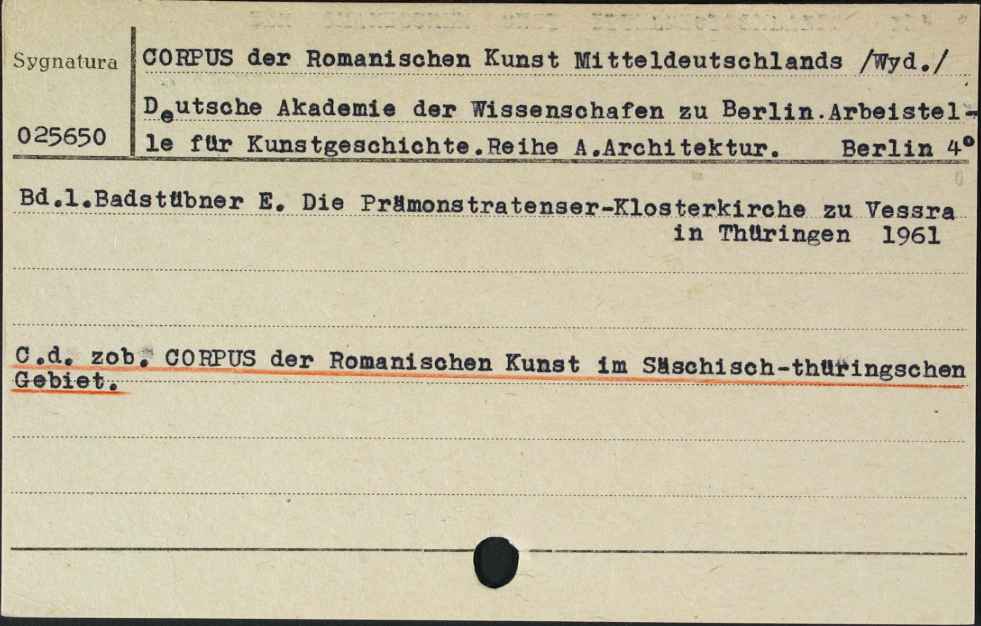 Sygnatura
025650
CORPUS der Romanischen Kunst Mitteldeutschlands /Wyd./
Deutsche Akademie der Wissenschafen zu Berlin.Arbeistel-
le für Kunstgeschichte.Reihe A.Architektur. Berlin 4°
Bd.1.Badstübner E. Die Prämonstratenser-Klosterkirche zu Vessra
in Thüringen 1961
C.d. zob. CORPUS der Romanischen Kunst im Säschisch-thüringschen
Gebiet.